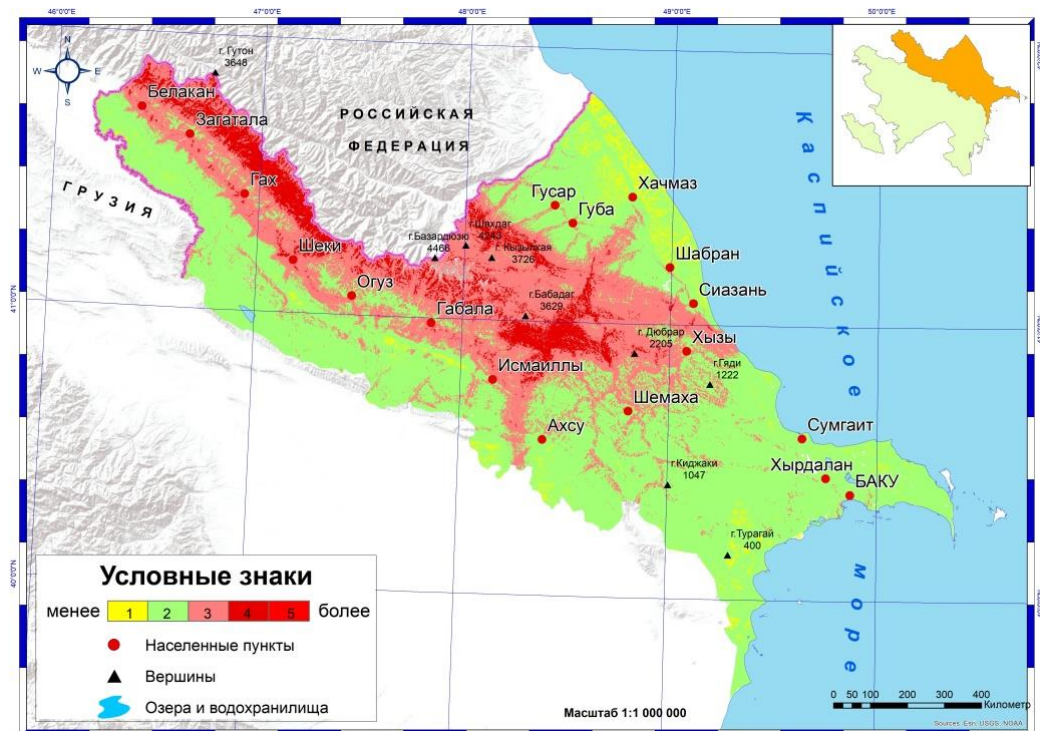 46°0'0"E
47°0'0"E
48°0'0"E
49°0'0"E
50°0'0"E
N
W
E
S
г. Гутон
3648
Белакан
Загатала
РОССИЙСКАЯ
ФЕДЕРАЦИЯ
Гах
ГРУЗИЯ
Каспийское
море
Хачмаз
Гусар
Губа
г.Шахдаг
4243
г.Базардюзю
4466
г. Кызылкая
3726
Шеки
Шабран
Огуз
Сиазань
41°0'0"N
г.Бабадаг
3629
Габала
г. Дюбрар
2205
Хызы
г.Гяди
1222
Исмаиллы
Шемаха
Ахсу
Сумгаит
г.Киджаки
1047
Хырдалан
БАКУ
г.Турагай
400
40°0'0"N
Условные знаки
менее 1 2 3 4 5 более
Населенные пункты
Вершины
Озера и водохранилища
Масштаб 1:1 000 000
0 50 100 200 300 400
Километр
Sources: Esri, USGS, NOAA